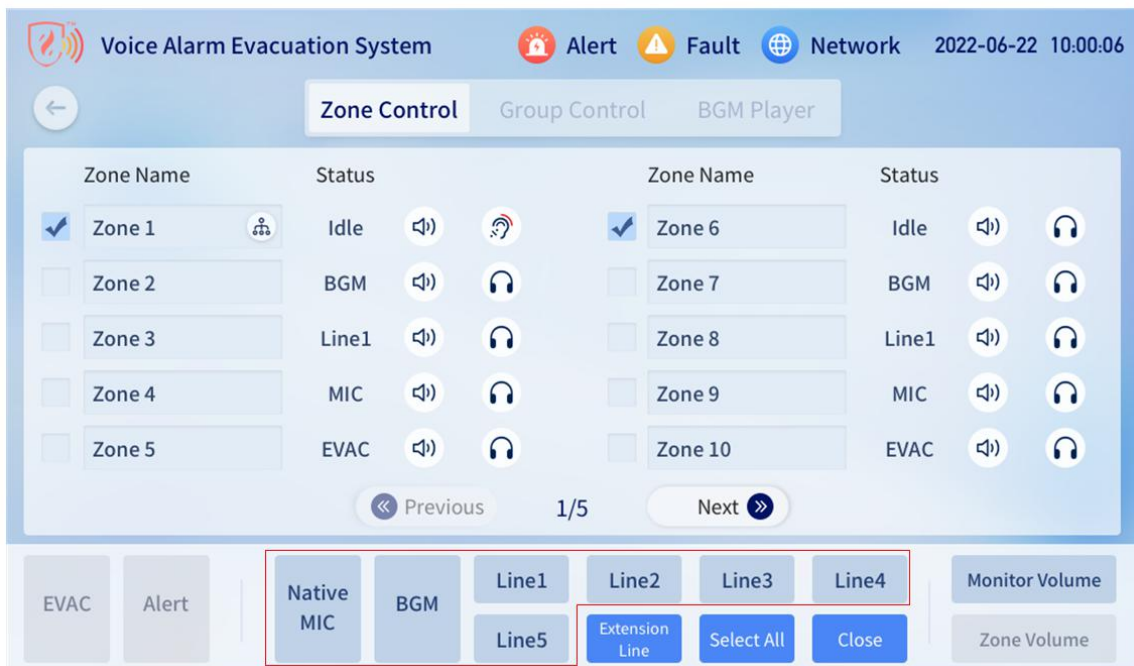 Voice Alarm Evacuation System Alert Fault Network 2022-06-22 10:00:06
Zone Control Group Control BGM Player
Zone Name Status Zone Name Status
Zone 1 Idle Zone 6 Idle
Zone 2 BGM Zone 7 BGM
Zone 3 Line1 Zone 8 Line1
Zone 4 MIC Zone 9 MIC
Zone 5 EVAC Zone 10 EVAC
Previous 1/5 Next
EVAC Alert
Native
MIC
BGM
Line1 Line2 Line3 Line4
Line5
Extension
Line
Select All Close
Monitor Volume
Zone Volume